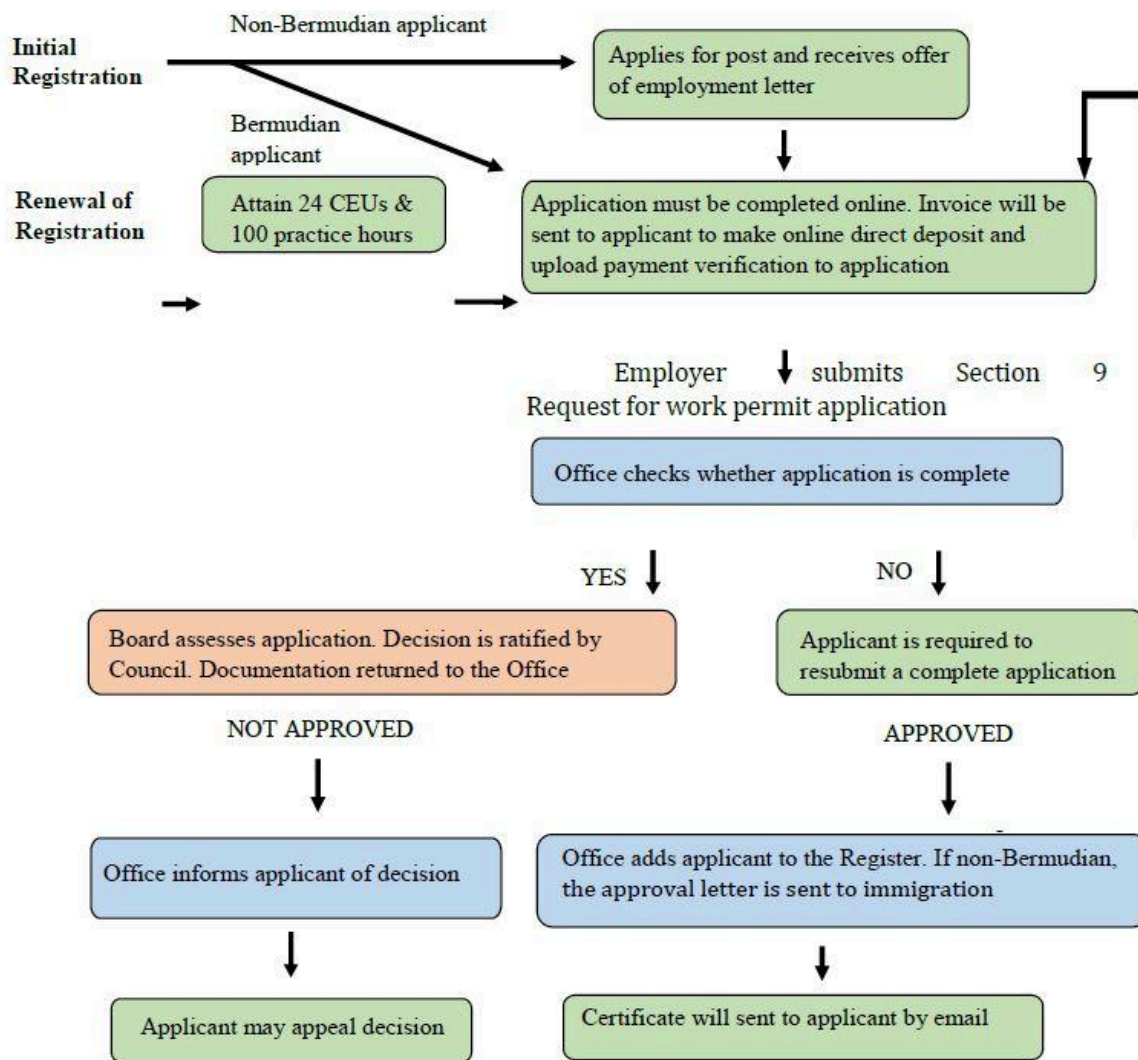 Non-Bermudian applicant
Initial
Registration
Applies for post and receives offer
of employment letter
Bermudian
applicant
Renewal of
Registration
Attain 24 CEUs &
100 practice hours
Application must be completed online. Invoice will be
sent to applicant to make online direct deposit and
upload payment verification to application
Employer submits Section 9
Request for work permit application
Office checks whether application is complete
YES
NO
Board assesses application. Decision is ratified by
Council. Documentation returned to the Office
Applicant is required to
resubmit a complete application
NOT APPROVED
APPROVED
Office informs applicant of decision
Office adds applicant to the Register. If non-Bermudian,
the approval letter is sent to immigration
Applicant may appeal decision
Certificate will sent to applicant by email